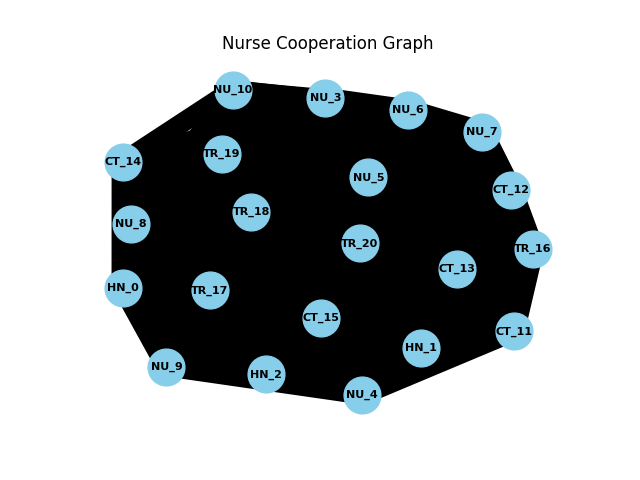 Nurse Cooperation Graph
NU_10
NU_3
NU_6
NU_7
TR_19
CT_14
NU_5
CT_12
TR_18
NU_8
TR_20
TR_16
CT_13
HN_0
TR_17
CT_15
CT_11
HN_1
NU_9
HN_2
NU_4